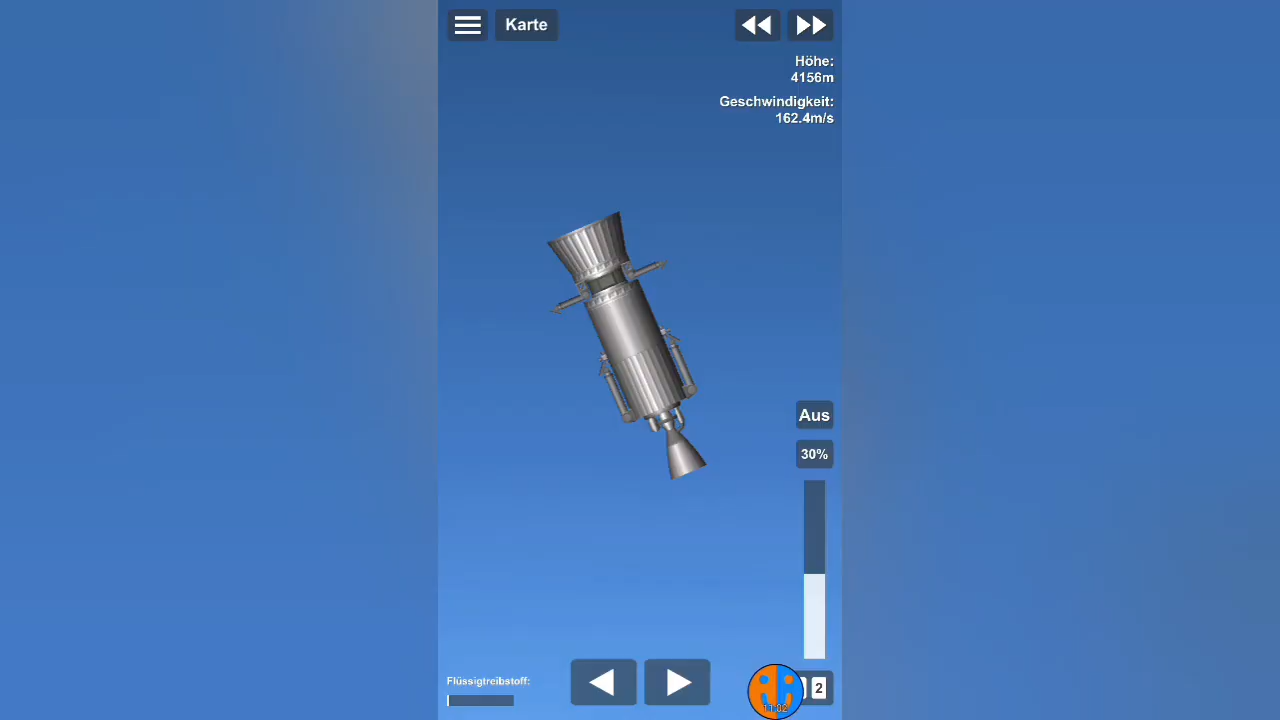 Karte
Höhe:
4156m
Geschwindigkeit:
162.4m/s
Aus
30%
Flüssigtreibstoff:
2